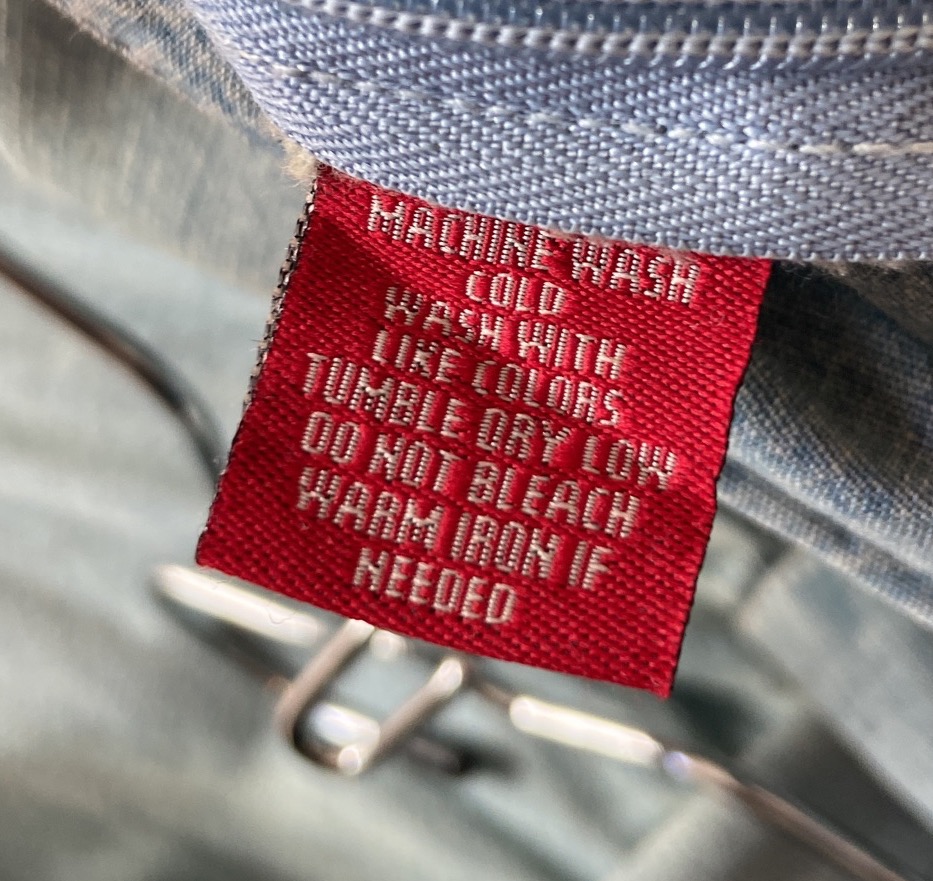 MACHINE WASH
COLD
WASH WITH
LIKE COLORS
TUMBLE DRY LOW
DO NOT BLEACH
WARM IRON IF
NEEDED